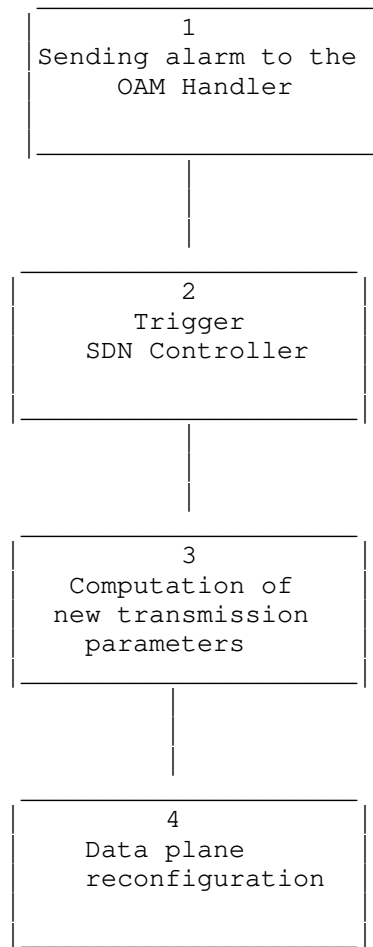 1
Sending alarm to the
OAM Handler
2
Trigger
SDN Controller
3
Computation of
new transmission
parameters
4
Data plane
reconfiguration